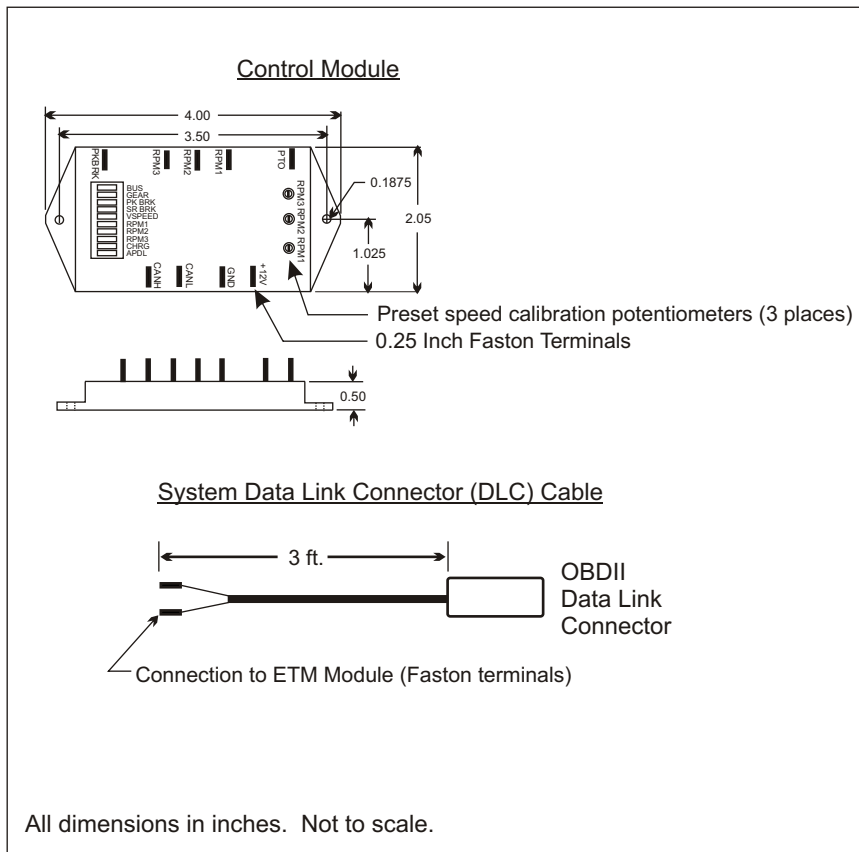 Control Module
4.00
3.50
PKBRK
RPM3
RPM2
RPM1
PTO
BUS
GEAR
PK BRK
SR BRK
VSPEED
RPM1
RPM2
RPM3
CHRG
APDL
RPM3
RPM2
RPM1
0.1875
2.05
1.025
CANH
CANL
GND
+12V
Preset speed calibration potentiometers (3 places)
0.25 Inch Faston Terminals
0.50
System Data Link Connector (DLC) Cable
3 ft.
OBDII
Data Link
Connector
Connection to ETM Module (Faston terminals)
All dimensions in inches. Not to scale.